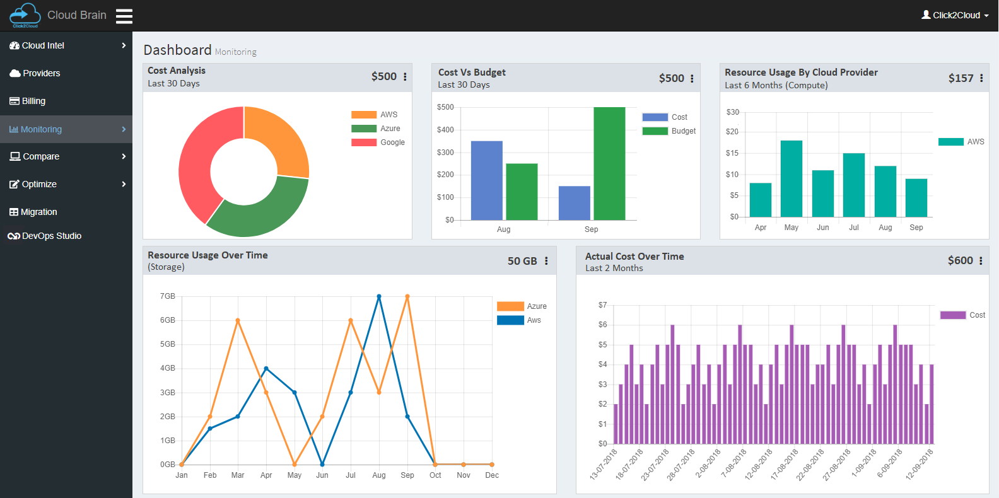 Click2Cloud
Cloud Brain
Click2Cloud
Cloud Intel
Providers
Billing
Monitoring
Compare
Optimize
Migration
DevOps Studio
Dashboard Monitoring
Cost Analysis
Last 30 Days
$500
AWS
Azure
Google
Cost Vs Budget
Last 30 Days
$500
$500
$400
$300
$200
$100
$0
Aug Sep
Cost
Budget
Resource Usage By Cloud Provider
Last 6 Months (Compute)
$157
$30
$20
$15
$10
$5
$0
Apr May Jun Jul Aug Sep
AWS
Resource Usage Over Time
(Storage)
50 GB
7GB
6GB
5GB
4GB
3GB
2GB
1GB
0GB
Jan Feb Mar Apr May Jun Jul Aug Sep Oct Nov Dec
Azure
Aws
Actual Cost Over Time
Last 2 Months
$600
$7
$6
$5
$4
$3
$2
$1
$0
13-07-2018 18-07-2018 23-07-2018 28-07-2018 2-08-2018 7-08-2018 12-08-2018 17-08-2018 22-08-2018 27-08-2018 1-09-2018 6-09-2018 12-09-2018
Cost